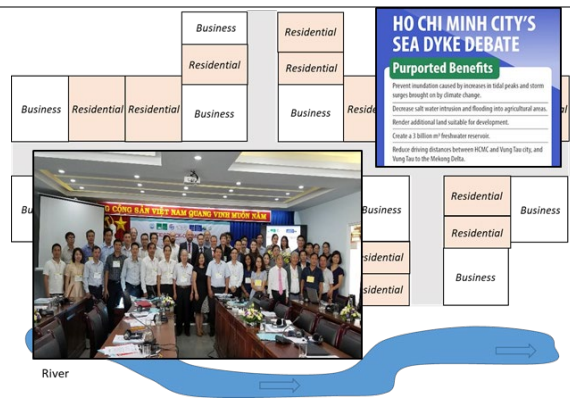 Business
Residential
Residential
Residential
Business
Residential
Residential
Business
Business
HO CHI MINH CITY'S
SEA DYKE DEBATE
Purported Benefits
Prevent inundation caused by increases in tidal peaks and storm
surges brought on by climate change.
Decrease salt water intrusion and flooding into agricultural areas.
Render additional land suitable for development.
Create a 3 billion m³ freshwater reservoir.
Reduce driving distances between HCMC and Vung Tau city, and
Vung Tau to the Mekong Delta.
CỘNG SẢN VIỆT NAM QUANG VINH MUÔN NĂM
Business
Residential
Business
Residential
Business
River